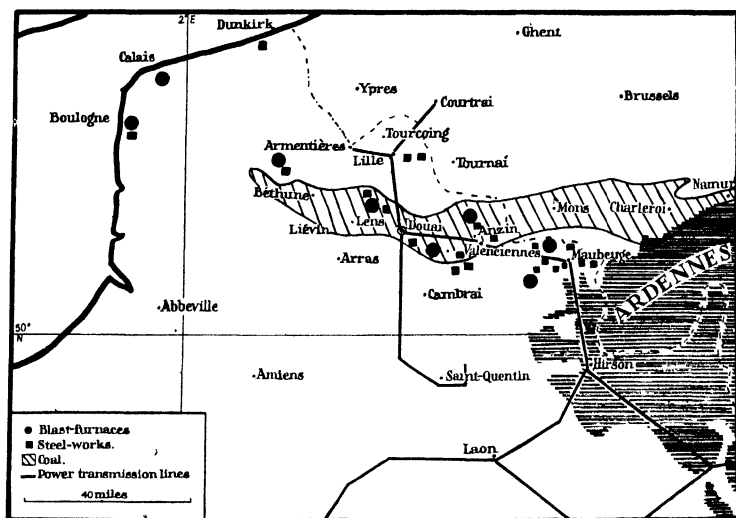 2°E
Dunkirk
Ghent
Calais
Ypres
Brussels
Courtrai
Boulogne
Tourcoing
Armentières
Lille
Tournai
Namur
Béthune
Lens
Mons
Charleroi
Liévin
Douai
Anzin
Valenciennes
Arras
Maubeuge
ARDENNES
Cambrai
Abbeville
50°
N
Hirson
Amiens
Saint-Quentin
Laon
Blast-furnaces
Steel-works.
Coal.
Power transmission lines
40 miles